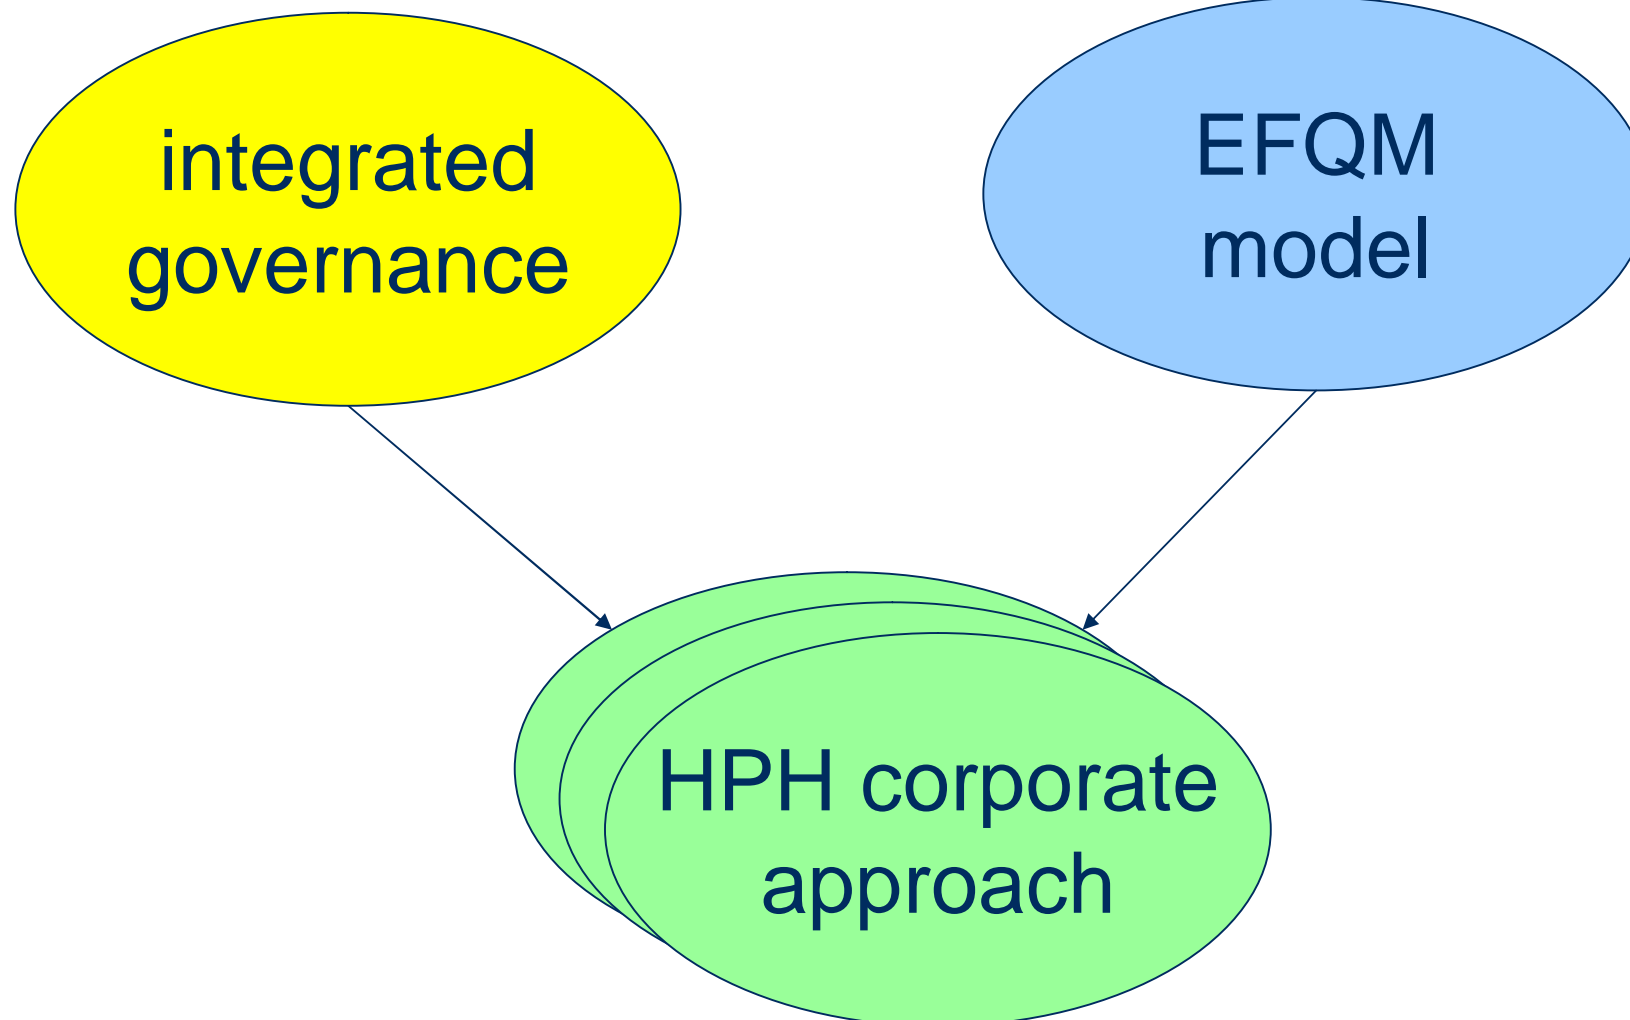 integrated
governance
EFQM
model
HPH corporate
approach